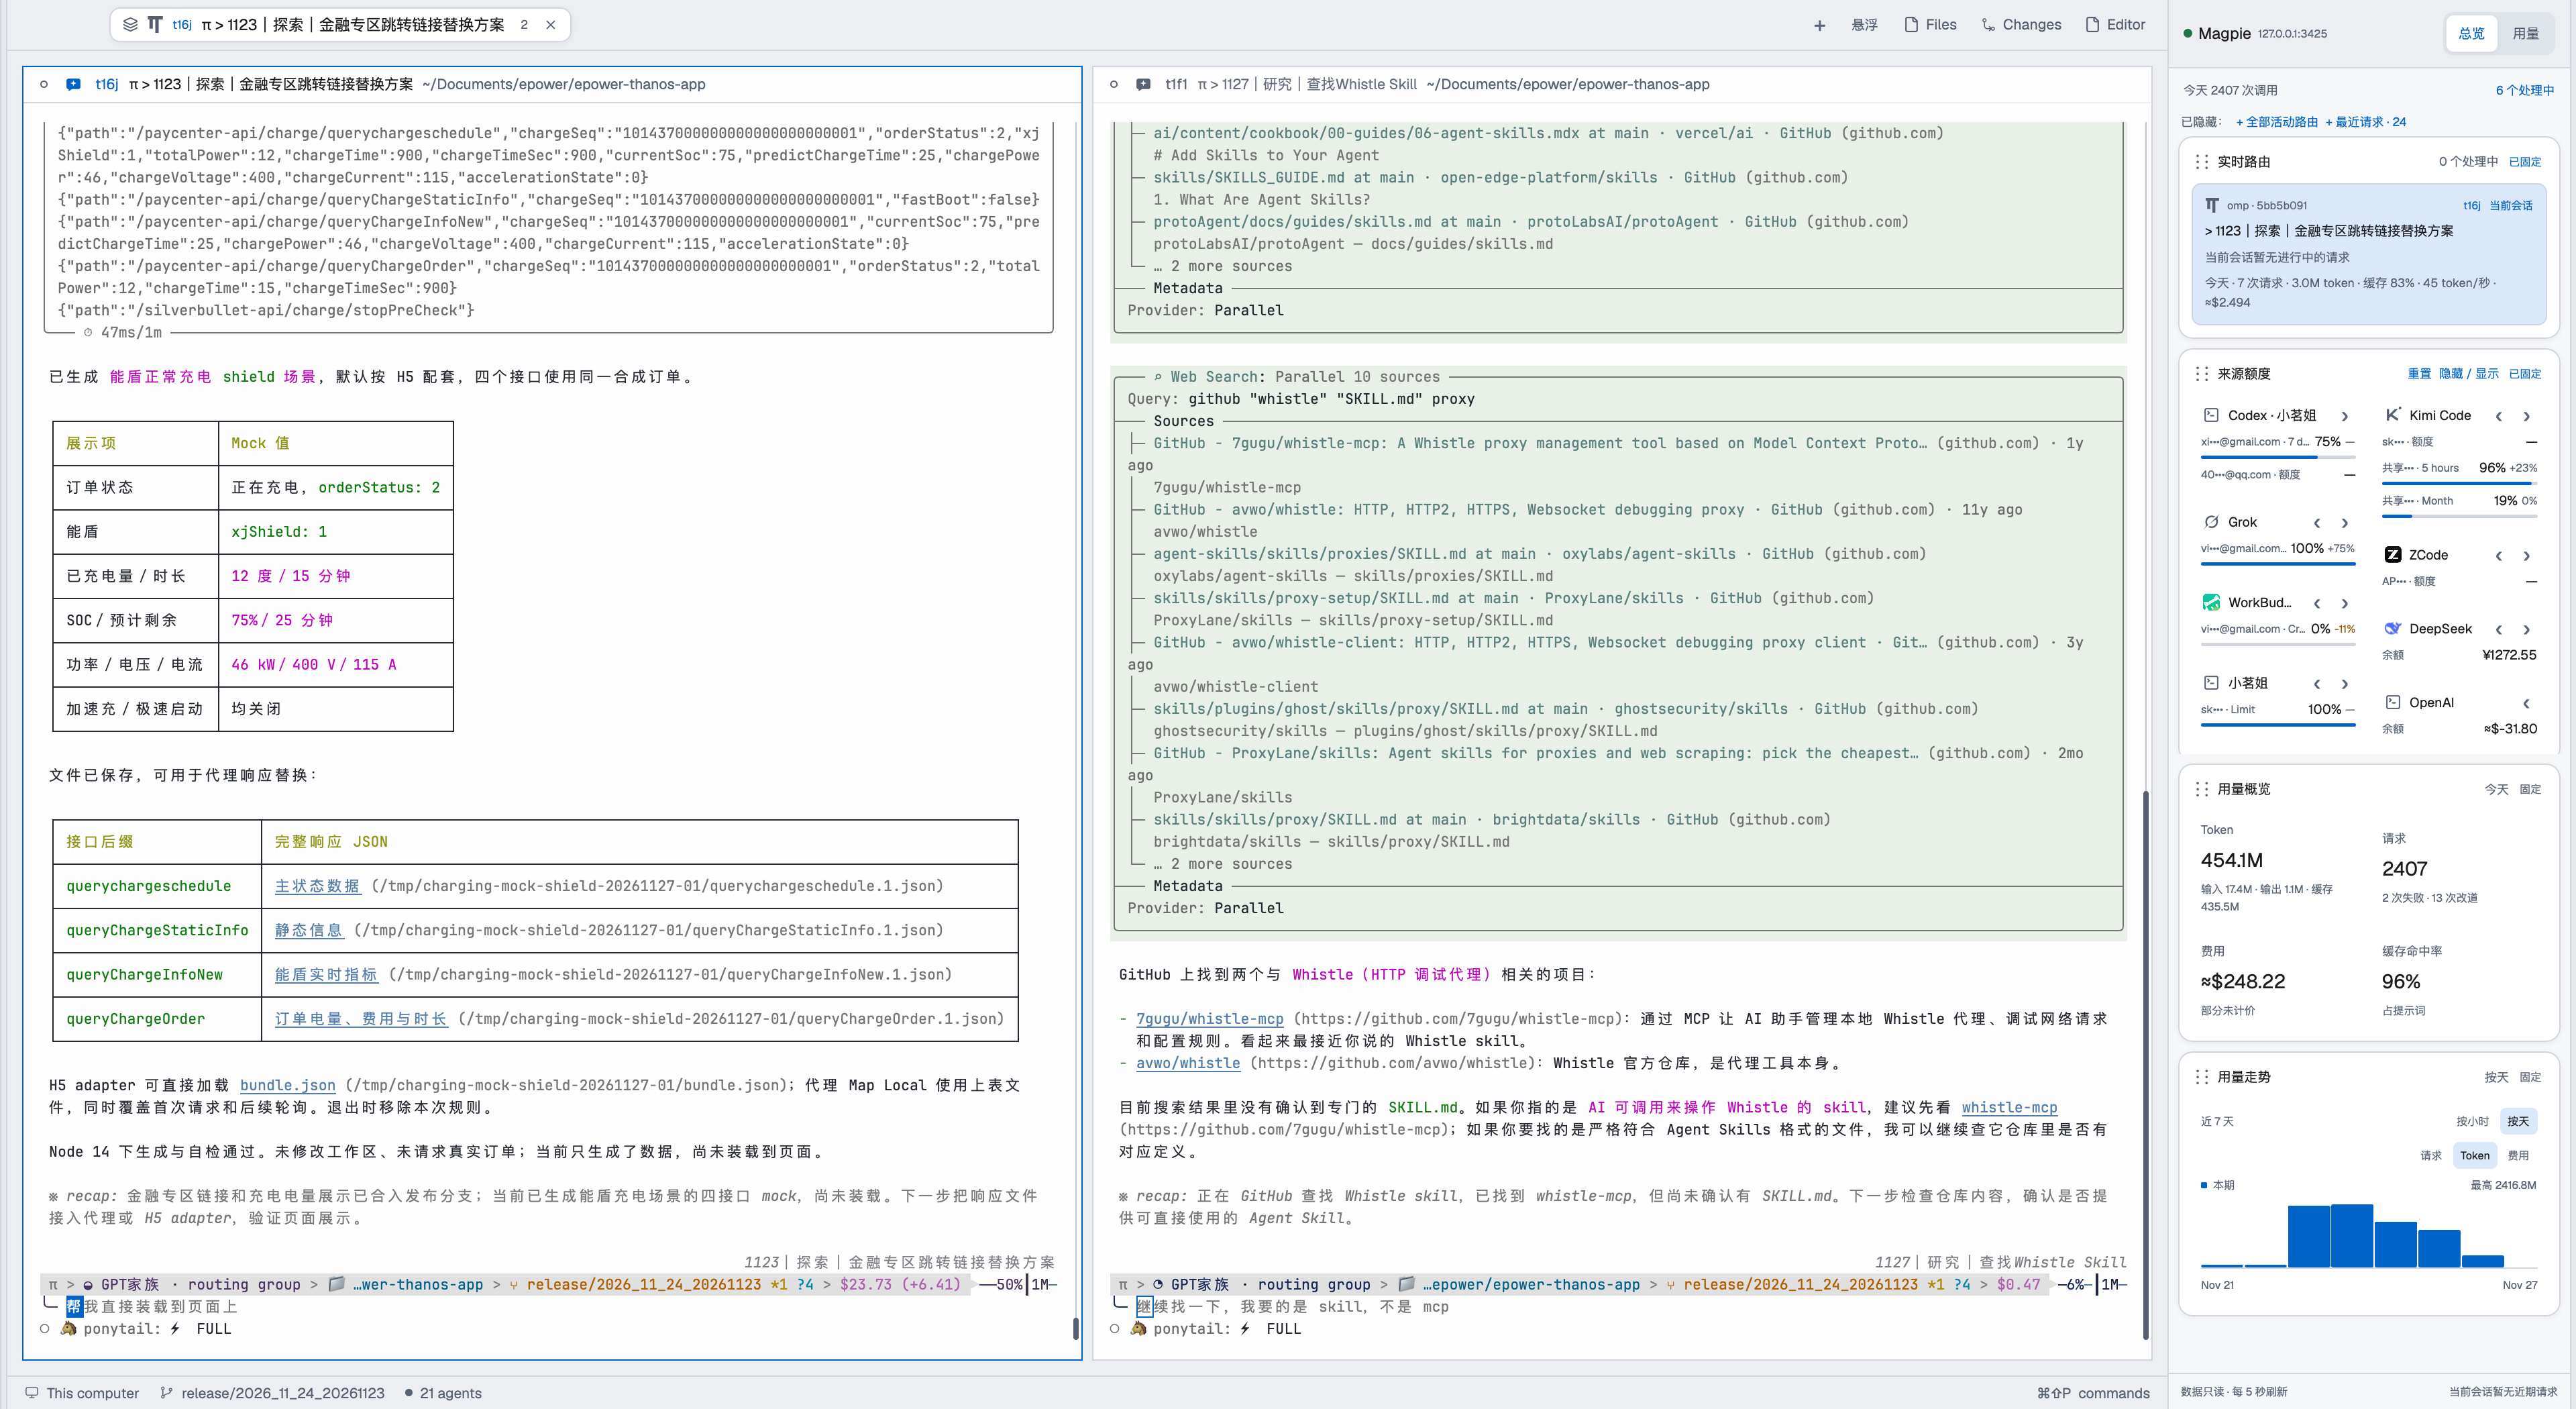 t16j π > 1123 | 探索 | 金融专区跳转链接替换方案 2 ×
+ 悬浮 Files Changes Editor
t16j π > 1123 | 探索 | 金融专区跳转链接替换方案 ~/Documents/epower/epower-thanos-app
{"path":"/paycenter-api/charge/querychargeschedule","chargeSeq":"1014370000000000000000000001","orderStatus":2,"xj
Shield":1,"totalPower":12,"chargeTime":900,"chargeTimeSec":900,"currentSoc":75,"predictChargeTime":25,"chargePowe
r":46,"chargeVoltage":400,"chargeCurrent":115,"accelerationState":0}
{"path":"/paycenter-api/charge/queryChargeStaticInfo","chargeSeq":"1014370000000000000000000001","fastBoot":false}
{"path":"/paycenter-api/charge/queryChargeInfoNew","chargeSeq":"1014370000000000000000000001","currentSoc":75,"pre
dictChargeTime":25,"chargePower":46,"chargeVoltage":400,"chargeCurrent":115,"accelerationState":0}
{"path":"/paycenter-api/charge/queryChargeOrder","chargeSeq":"1014370000000000000000000001","orderStatus":2,"total
Power":12,"chargeTime":15,"chargeTimeSec":900}
{"path":"/silverbullet-api/charge/stopPreCheck"}
47ms/1m
已生成 能盾正常充电 shield 场景，默认按 H5 配套，四个接口使用同一合成订单。
展示项 Mock 值
订单状态 正在充电，orderStatus: 2
能盾 xjShield: 1
已充电量 / 时长 12 度 / 15 分钟
SOC / 预计剩余 75% / 25 分钟
功率 / 电压 / 电流 46 kW / 400 V / 115 A
加速充 / 极速启动 均关闭
文件已保存，可用于代理响应替换：
接口后缀 完整响应 JSON
querychargeschedule 主状态数据 (/tmp/charging-mock-shield-20261127-01/querychargeschedule.1.json)
queryChargeStaticInfo 静态信息 (/tmp/charging-mock-shield-20261127-01/queryChargeStaticInfo.1.json)
queryChargeInfoNew 能盾实时指标 (/tmp/charging-mock-shield-20261127-01/queryChargeInfoNew.1.json)
queryChargeOrder 订单电量、费用与时长 (/tmp/charging-mock-shield-20261127-01/queryChargeOrder.1.json)
H5 adapter 可直接加载 bundle.json (/tmp/charging-mock-shield-20261127-01/bundle.json)；代理 Map Local 使用上表文
件，同时覆盖首次请求和后续轮询。退出时移除本次规则。
Node 14 下生成与自检通过。未修改工作区、未请求真实订单；当前只生成了数据，尚未装载到页面。
※ recap: 金融专区链接和充电电量展示已合入发布分支；当前已生成能盾充电场景的四接口 mock，尚未装载。下一步把响应文件
接入代理或 H5 adapter，验证页面展示。
1123 | 探索 | 金融专区跳转链接替换方案
π > GPT家族 · routing group > …wer-thanos-app > release/2026_11_24_20261123 *1 ?4 > $23.73 (+6.41) 50% 1M
帮我直接装载到页面上
ponytail: FULL
t1f1 π > 1127 | 研究 | 查找Whistle Skill ~/Documents/epower/epower-thanos-app
ai/content/cookbook/00-guides/06-agent-skills.mdx at main · vercel/ai · GitHub (github.com)
# Add Skills to Your Agent
skills/SKILLS_GUIDE.md at main · open-edge-platform/skills · GitHub (github.com)
1. What Are Agent Skills?
protoAgent/docs/guides/skills.md at main · protoLabsAI/protoAgent · GitHub (github.com)
protoLabsAI/protoAgent — docs/guides/skills.md
… 2 more sources
Metadata
Provider: Parallel
Web Search: Parallel 10 sources
Query: github "whistle" "SKILL.md" proxy
Sources
GitHub - 7gugu/whistle-mcp: A Whistle proxy management tool based on Model Context Proto… (github.com) · 1y
ago
7gugu/whistle-mcp
GitHub - avwo/whistle: HTTP, HTTP2, HTTPS, Websocket debugging proxy · GitHub (github.com) · 11y ago
avwo/whistle
agent-skills/skills/proxies/SKILL.md at main · oxylabs/agent-skills · GitHub (github.com)
oxylabs/agent-skills — skills/proxies/SKILL.md
skills/skills/proxy-setup/SKILL.md at main · ProxyLane/skills · GitHub (github.com)
ProxyLane/skills — skills/proxy-setup/SKILL.md
GitHub - avwo/whistle-client: HTTP, HTTP2, HTTPS, Websocket debugging proxy client · Git… (github.com) · 3y
ago
avwo/whistle-client
skills/plugins/ghost/skills/proxy/SKILL.md at main · ghostsecurity/skills · GitHub (github.com)
ghostsecurity/skills — plugins/ghost/skills/proxy/SKILL.md
GitHub - ProxyLane/skills: Agent skills for proxies and web scraping: pick the cheapest… (github.com) · 2mo
ago
ProxyLane/skills
skills/skills/proxy/SKILL.md at main · brightdata/skills · GitHub (github.com)
brightdata/skills — skills/proxy/SKILL.md
… 2 more sources
Metadata
Provider: Parallel
GitHub 上找到两个与 Whistle（HTTP 调试代理）相关的项目：
- 7gugu/whistle-mcp (https://github.com/7gugu/whistle-mcp)：通过 MCP 让 AI 助手管理本地 Whistle 代理、调试网络请求
和配置规则。看起来最接近你说的 Whistle skill。
- avwo/whistle (https://github.com/avwo/whistle)：Whistle 官方仓库，是代理工具本身。
目前搜索结果里没有确认到专门的 SKILL.md。如果你指的是 AI 可调用来操作 Whistle 的 skill，建议先看 whistle-mcp
(https://github.com/7gugu/whistle-mcp)；如果你要找的是严格符合 Agent Skills 格式的文件，我可以继续查它仓库里是否有
对应定义。
※ recap: 正在 GitHub 查找 Whistle skill，已找到 whistle-mcp，但尚未确认有 SKILL.md。下一步检查仓库内容，确认是否提
供可直接使用的 Agent Skill。
1127 | 研究 | 查找Whistle Skill
π > GPT家族 · routing group > …epower/epower-thanos-app > release/2026_11_24_20261123 *1 ?4 > $0.47 6% 1M
继续找一下，我要的是 skill，不是 mcp
ponytail: FULL
This computer release/2026_11_24_20261123 21 agents
⌘⇧P commands
Magpie 127.0.0.1:3425 总览 用量
今天 2407 次调用 6 个处理中
已隐藏： + 全部活动路由 + 最近请求 · 24
实时路由 0 个处理中 已固定
omp · 5bb5b091 t16j 当前会话
> 1123 | 探索 | 金融专区跳转链接替换方案
当前会话暂无进行中的请求
今天 · 7 次请求 · 3.0M token · 缓存 83% · 45 token/秒 ·
≈$2.494
来源额度 重置 隐藏 / 显示 已固定
Codex · 小茗姐
xi•••@gmail.com · 7 d... 75% —
40•••@qq.com · 额度 —
Grok
vi•••@gmail.com... 100% +75%
WorkBud...
vi•••@gmail.com · Cr... 0% -11%
小茗姐
sk••• · Limit 100% —
Kimi Code
sk••• · 额度 —
共享••• · 5 hours 96% +23%
共享••• · Month 19% 0%
ZCode
AP••• · 额度 —
DeepSeek
余额 ¥1272.55
OpenAI
余额 ≈$-31.80
用量概览 今天 固定
Token
454.1M
输入 17.4M · 输出 1.1M · 缓存
435.5M
请求
2407
2 次失败 · 13 次改道
费用
≈$248.22
部分未计价
缓存命中率
96%
占提示词
用量走势 按天 固定
近 7 天 按小时 按天
请求 Token 费用
本期 最高 2416.8M
Nov 21 Nov 27
数据只读 · 每 5 秒刷新 当前会话暂无近期请求